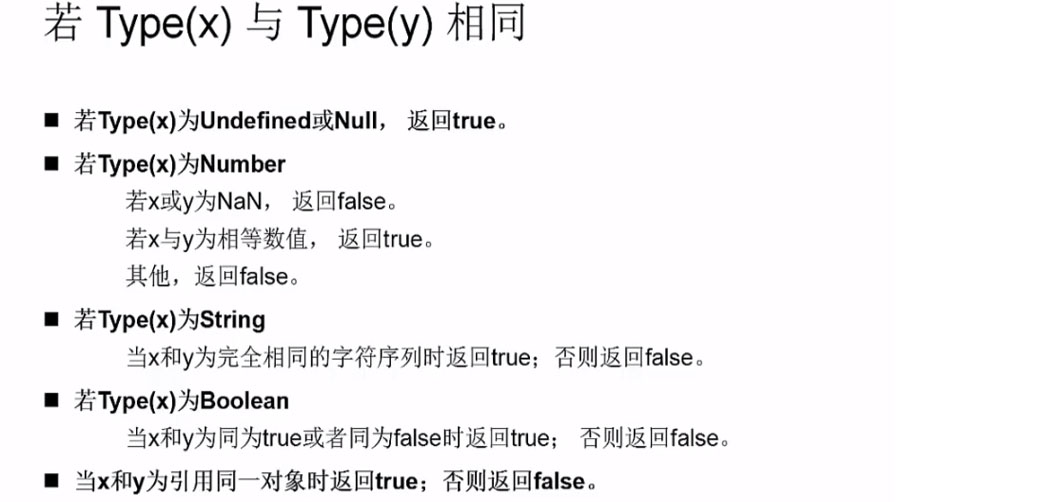 若 Type(x) 与 Type(y) 相同
■ 若Type(x)为Undefined或Null， 返回true。
■ 若Type(x)为Number
若x或y为NaN， 返回false。
若x与y为相等数值， 返回true。
其他，返回false。
■ 若Type(x)为String
当x和y为完全相同的字符序列时返回true；否则返回false。
■ 若Type(x)为Boolean
当x和y为同为true或者同为false时返回true； 否则返回false。
■ 当x和y为引用同一对象时返回true；否则返回false。